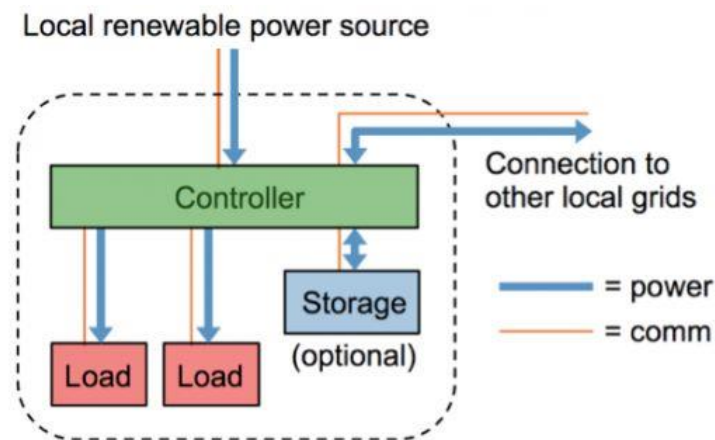 Local renewable power source
Controller
Connection to
other local grids
Storage
(optional)
Load
Load
= power
= comm